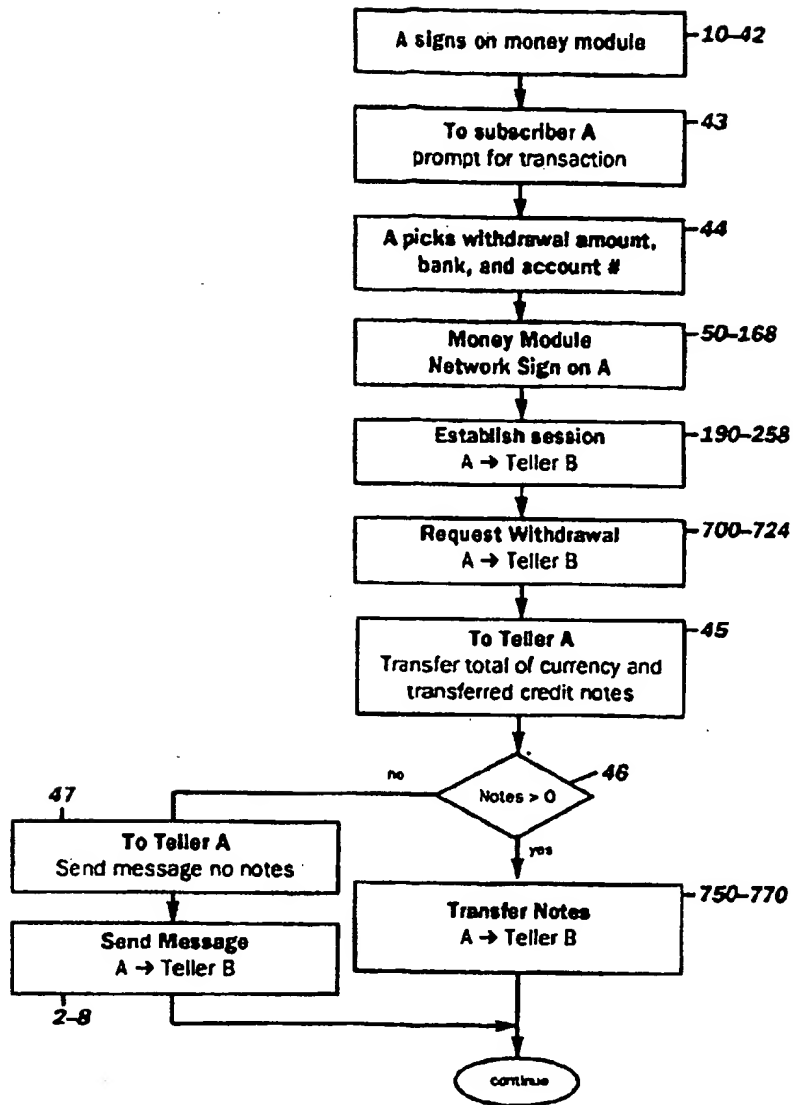 A signs on money module
10–42
To subscriber A
prompt for transaction
43
A picks withdrawal amount,
bank, and account #
44
Money Module
Network Sign on A
50–168
Establish session
A → Teller B
190–258
Request Withdrawal
A → Teller B
700–724
To Teller A
Transfer total of currency and
transferred credit notes
45
Notes > 0
46
no
yes
47
To Teller A
Send message no notes
Transfer Notes
A → Teller B
750–770
Send Message
A → Teller B
2–8
continue